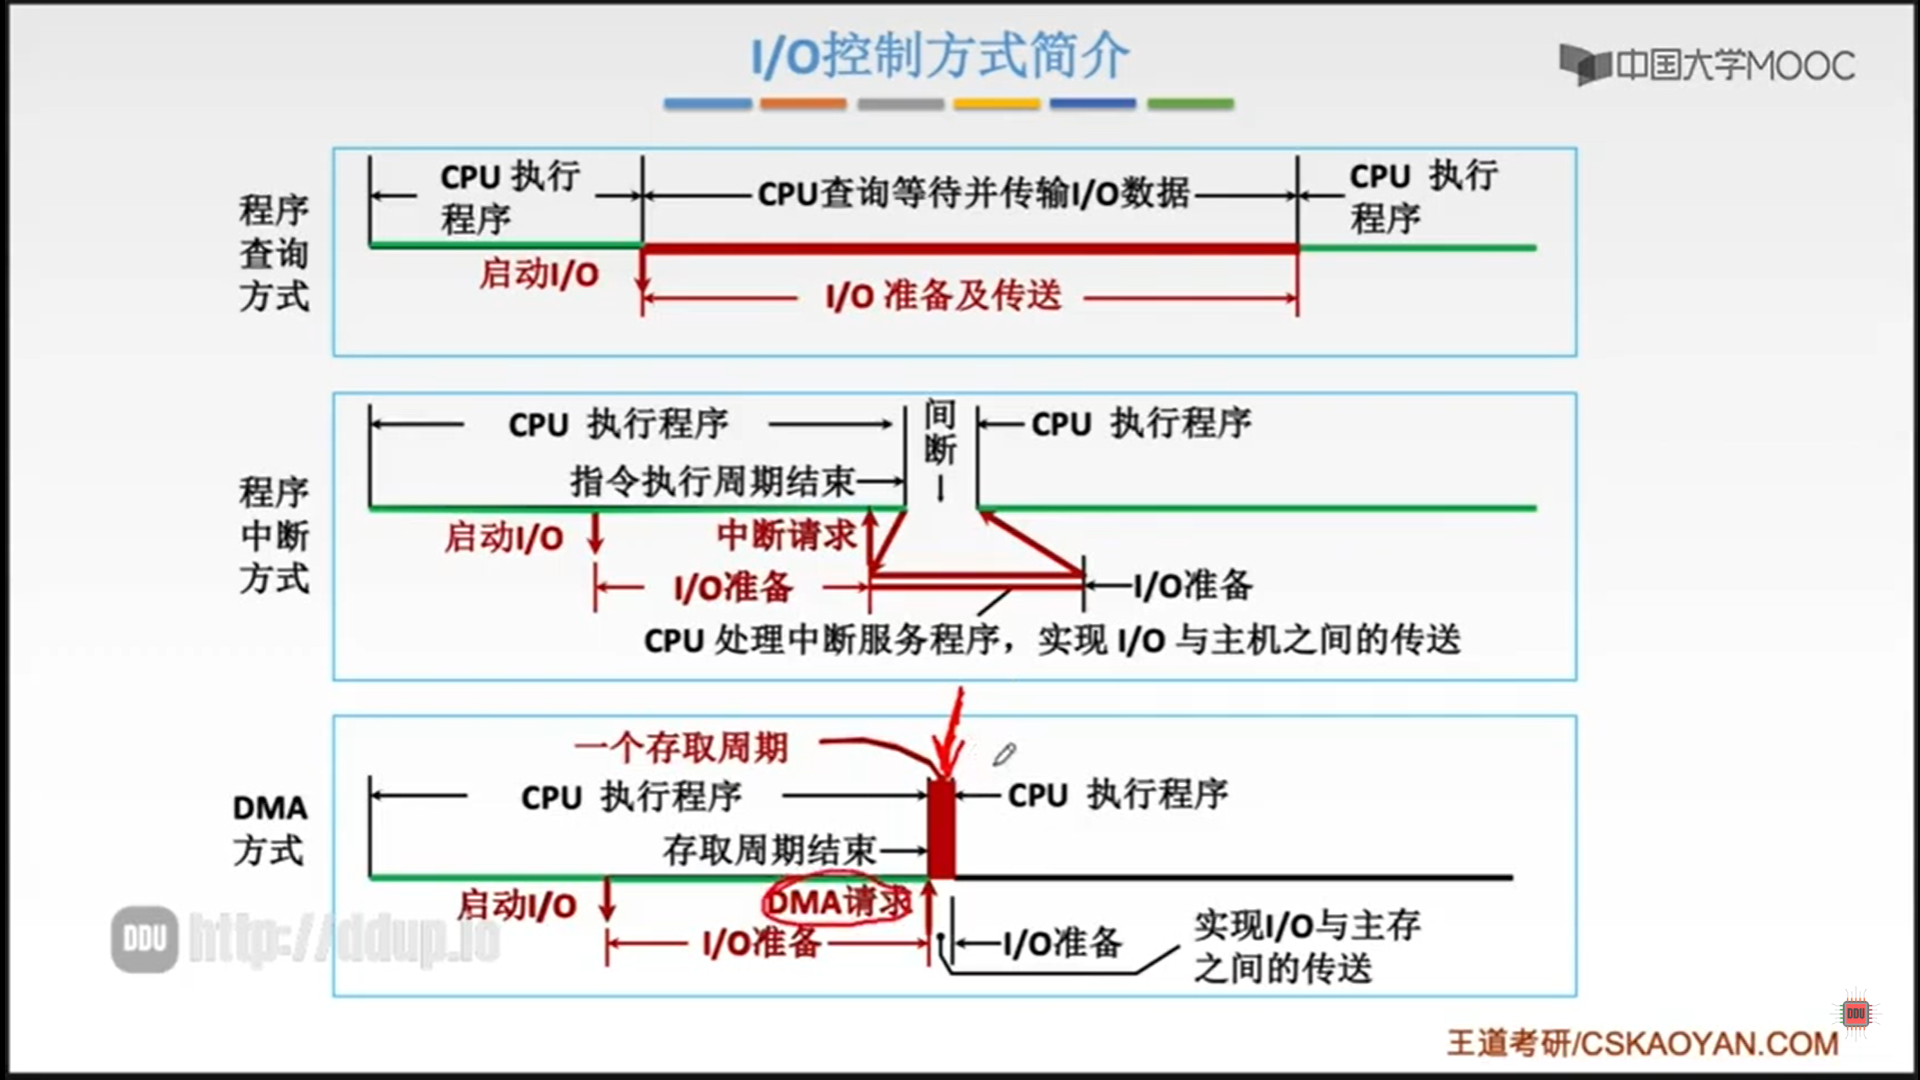 I/O控制方式简介
中国大学MOOC
程序
查询
方式
CPU 执行
程序
CPU查询等待并传输I/O数据
CPU 执行
程序
启动I/O
I/O 准备及传送
程序
中断
方式
CPU 执行程序
间
断
CPU 执行程序
指令执行周期结束
启动I/O
中断请求
I/O准备
I/O准备
CPU 处理中断服务程序，实现 I/O 与主机之间的传送
DMA
方式
一个存取周期
CPU 执行程序
CPU 执行程序
存取周期结束
启动I/O
DMA请求
I/O准备
I/O准备
实现I/O与主存
之间的传送
DDU http://ddup.io
DDU
王道考研/CSKAOYAN.COM